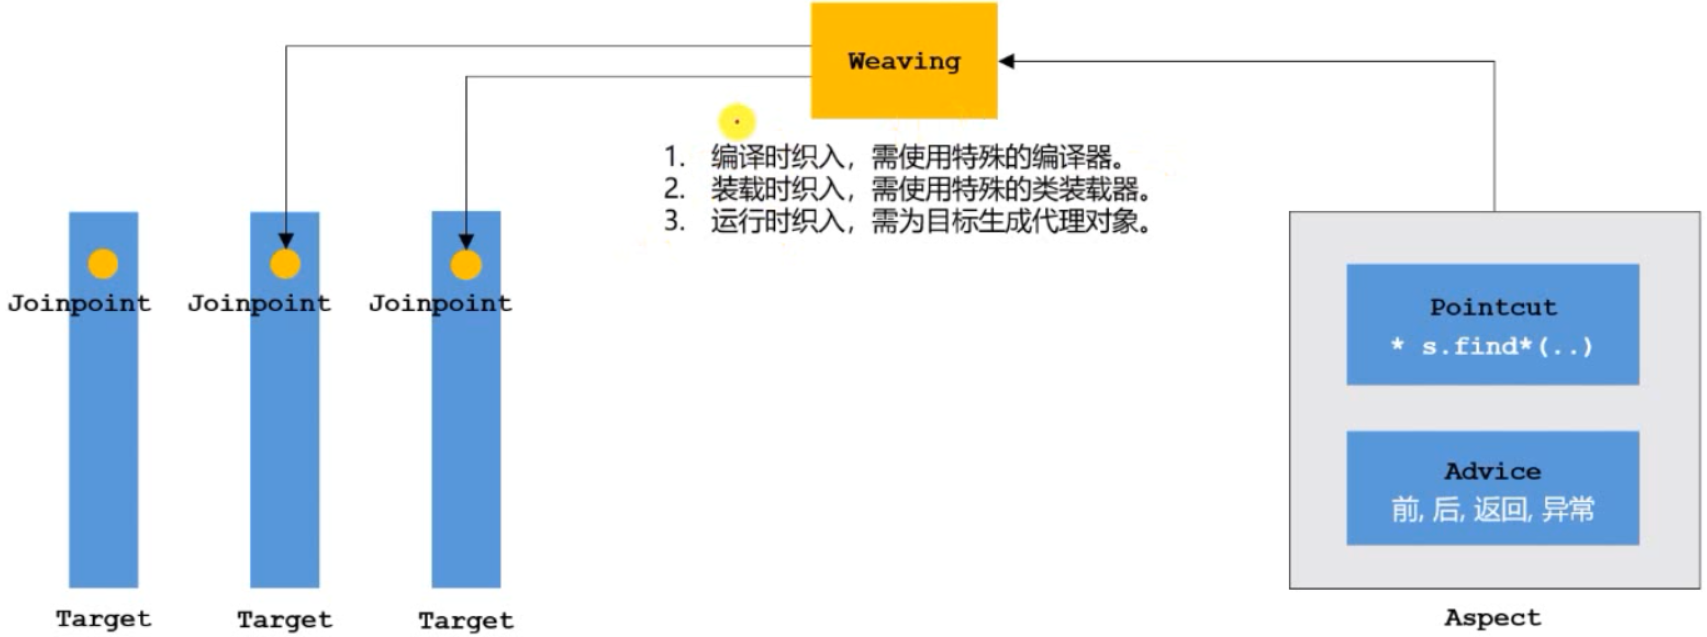 Weaving
1. 编译时织入，需使用特殊的编译器。
2. 装载时织入，需使用特殊的类装载器。
3. 运行时织入，需为目标生成代理对象。
Joinpoint Joinpoint Joinpoint
Pointcut
* s.find*(..)
Advice
前, 后, 返回, 异常
Target Target Target
Aspect